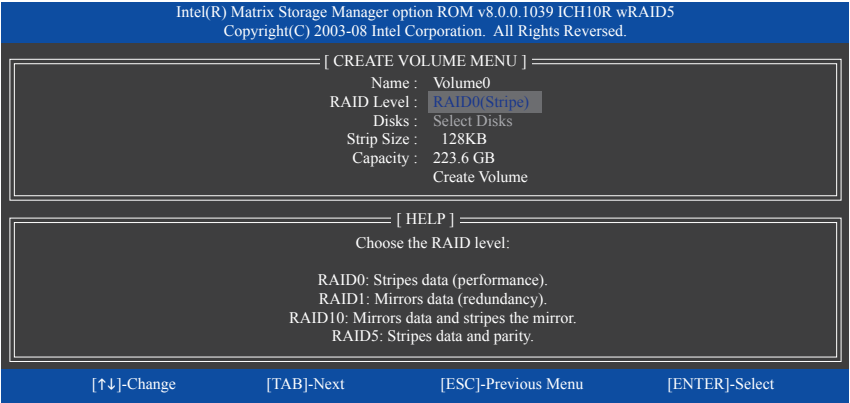 Intel(R) Matrix Storage Manager option ROM v8.0.0.1039 ICH10R wRAID5
Copyright(C) 2003-08 Intel Corporation. All Rights Reversed.
[ CREATE VOLUME MENU ]
Name : Volume0
RAID Level : RAID0(Stripe)
Disks : Select Disks
Strip Size : 128KB
Capacity : 223.6 GB
Create Volume
[ HELP ]
Choose the RAID level:
RAID0: Stripes data (performance).
RAID1: Mirrors data (redundancy).
RAID10: Mirrors data and stripes the mirror.
RAID5: Stripes data and parity.
[↑↓]-Change [TAB]-Next [ESC]-Previous Menu [ENTER]-Select